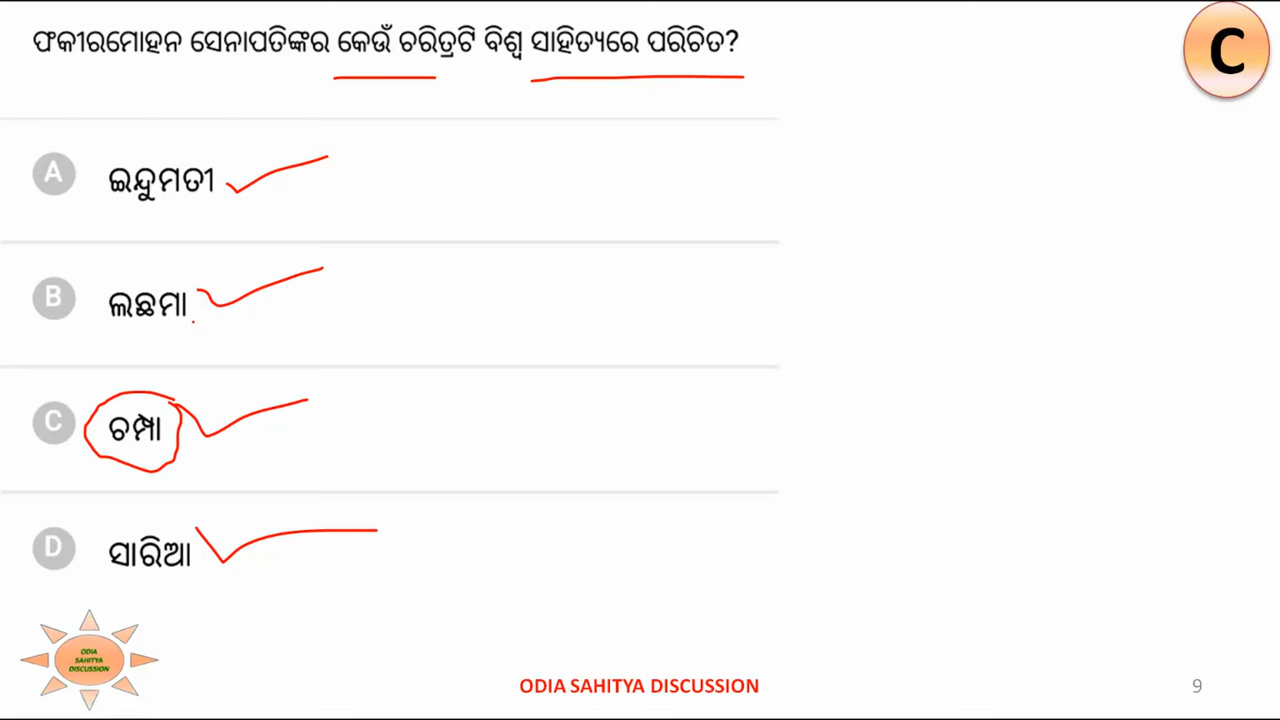 ଫକୀରମୋହନ ସେନାପତିଙ୍କର କେଉଁ ଚରିତ୍ରଟି ବିଶ୍ୱ ସାହିତ୍ୟରେ ପରିଚିତ?
C
A ଇନ୍ଦୁମତୀ
B ଲଛମା
C ଚମ୍ପା
D ସାରିଆ
ODIA
SAHITYA
DISCUSSION
ODIA SAHITYA DISCUSSION
9